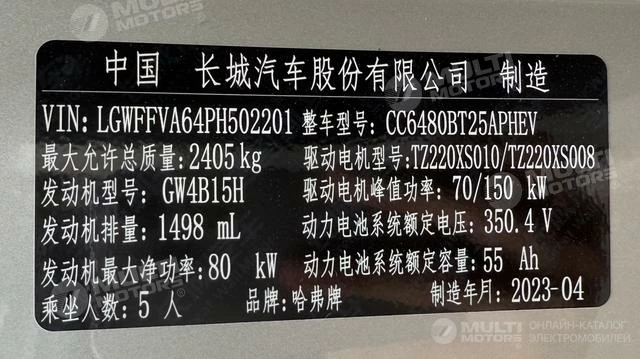 中国 长城汽车股份有限公司 制造
VIN: LGWFFVA64PH502201 整车型号: CC6480BT25APHEV
最大允许总质量: 2405 kg 驱动电机型号: TZ220XS010/TZ220XS008
发动机型号: GW4B15H 驱动电机峰值功率: 70/150 kW
发动机排量: 1498 mL 动力电池系统额定电压: 350.4 V
发动机最大净功率: 80 kW 动力电池系统额定容量: 55 Ah
乘坐人数: 5 人 品牌: 哈弗牌 制造年月: 2023-04
MULTI MOTORS
ОНЛАЙН-КАТАЛОГ
ЭЛЕКТРОМОБИЛЕЙ